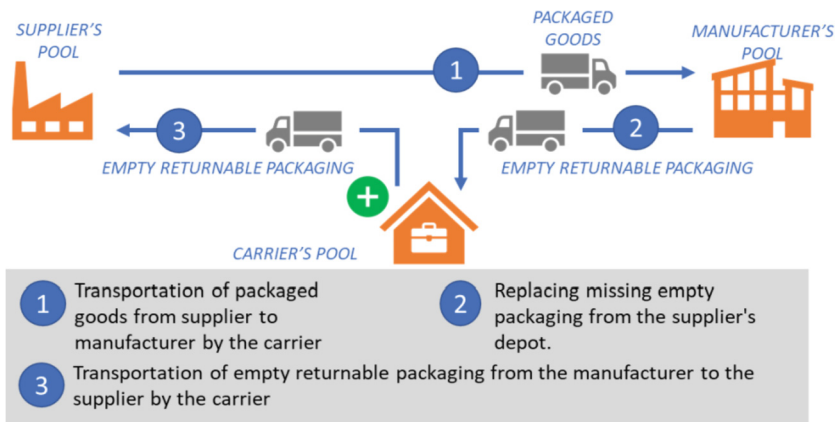 SUPPLIER'S
POOL
PACKAGED
GOODS
MANUFACTURER'S
POOL
1
3
2
EMPTY RETURNABLE PACKAGING
EMPTY RETURNABLE PACKAGING
CARRIER'S POOL
1
Transportation of packaged
goods from supplier to
manufacturer by the carrier
2
Replacing missing empty
packaging from the supplier's
depot.
3
Transportation of empty returnable packaging from the manufacturer to the
supplier by the carrier